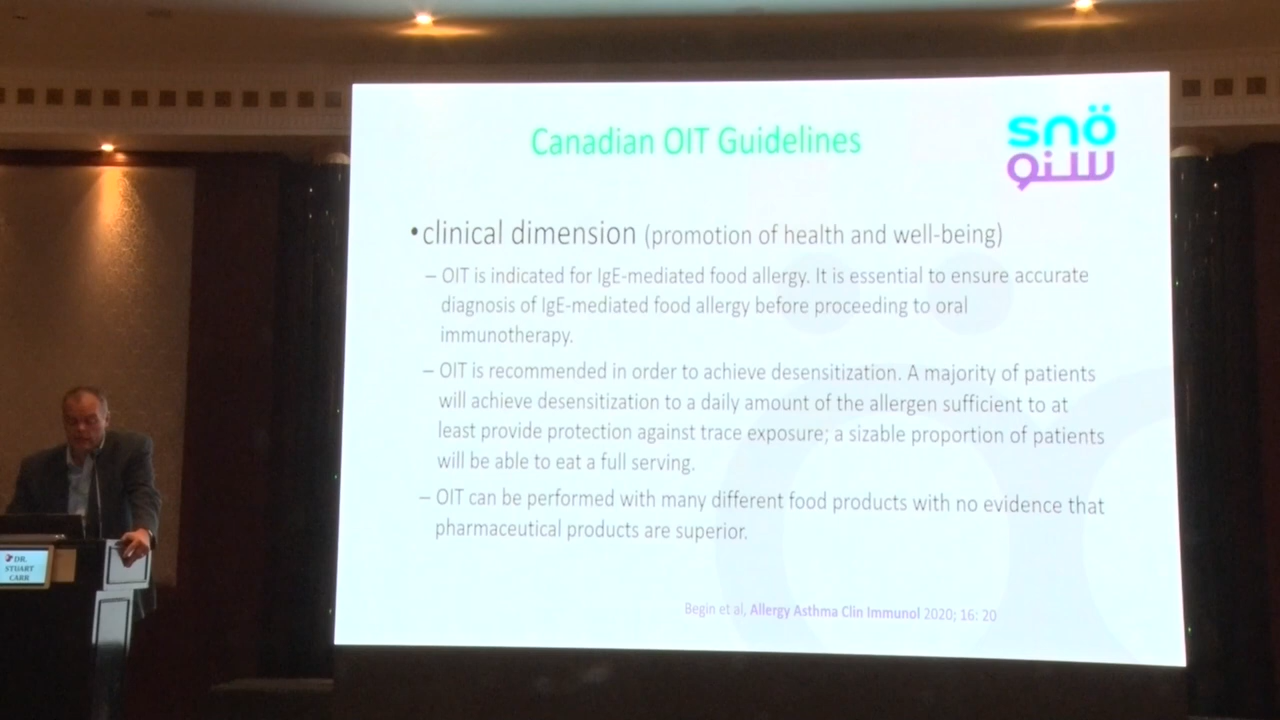 Canadian OIT Guidelines
snö
سنو
•clinical dimension (promotion of health and well-being)
– OIT is indicated for IgE-mediated food allergy. It is essential to ensure accurate
diagnosis of IgE-mediated food allergy before proceeding to oral
immunotherapy.
– OIT is recommended in order to achieve desensitization. A majority of patients
will achieve desensitization to a daily amount of the allergen sufficient to at
least provide protection against trace exposure; a sizable proportion of patients
will be able to eat a full serving.
– OIT can be performed with many different food products with no evidence that
pharmaceutical products are superior.
Begin et al, Allergy Asthma Clin Immunol 2020; 16: 20
DR.
STUART
CARR